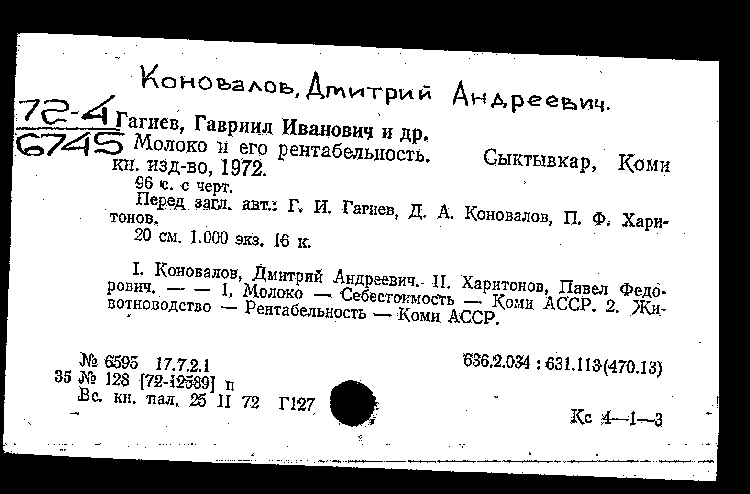 Коновалов, Дмитрий Андреевич.
72-4
6745
Гагиев, Гавриил Иванович и др.
Молоко и его рентабельность. Сыктывкар, Коми
кн. изд-во, 1972.
96 с. с черт.
Перед загл. авт.: Г. И. Гагиев, Д. А. Коновалов, П. Ф. Хари-
тонов.
20 см. 1.000 экз. 16 к.
I. Коновалов, Дмитрий Андреевич. II. Харитонов, Павел Федо-
рович. — — 1. Молоко — Себестоимость — Коми АССР. 2. Жи-
вотноводство — Рентабельность — Коми АССР.
№ 6595 17.7.2.1 636.2.034 : 631.113(470.13)
35 № 128 [72-12589] п
Вс. кн. пал. 25 II 72 Г127
Кс 4—1—3